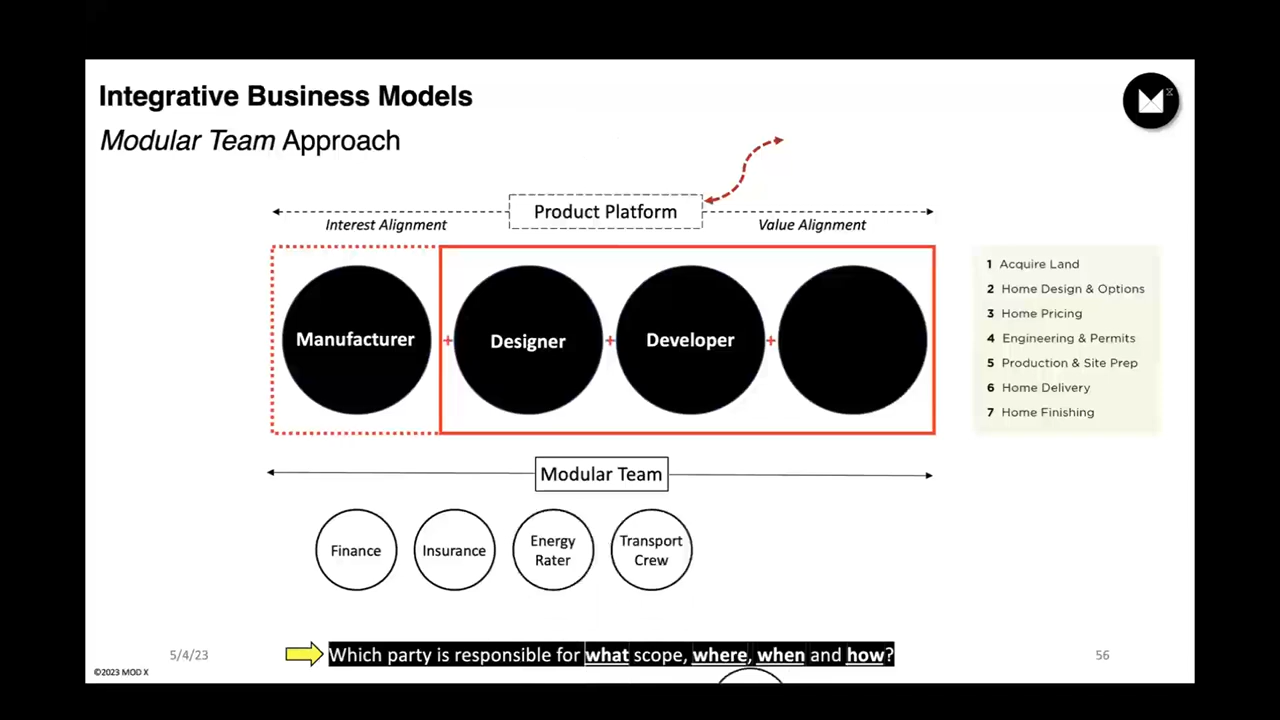 Integrative Business Models
Modular Team Approach
Product Platform
Interest Alignment
Value Alignment
Manufacturer
+
Designer
+
Developer
+
1 Acquire Land
2 Home Design & Options
3 Home Pricing
4 Engineering & Permits
5 Production & Site Prep
6 Home Delivery
7 Home Finishing
Modular Team
Finance
Insurance
Energy
Rater
Transport
Crew
Which party is responsible for what scope, where, when and how?
5/4/23
56
©2023 MOD X